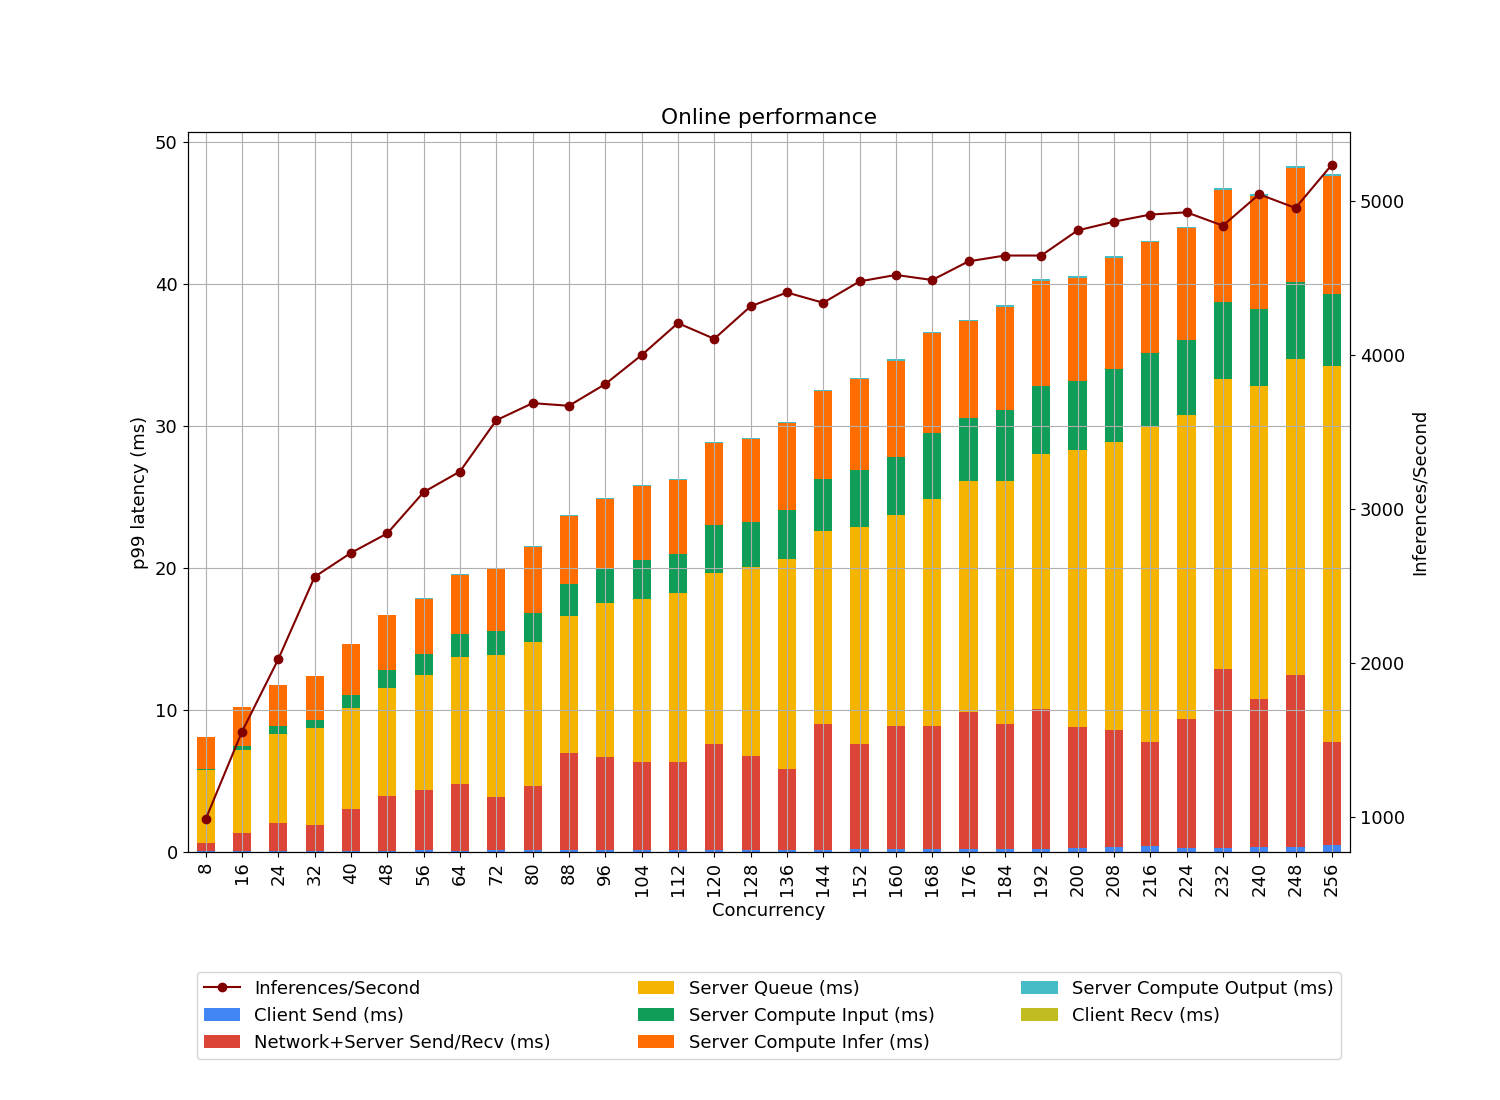 Online performance
50
40
30
20
10
0
p99 latency (ms)
5000
4000
3000
2000
1000
Inferences/Second
8 16 24 32 40 48 56 64 72 80 88 96 104 112 120 128 136 144 152 160 168 176 184 192 200 208 216 224 232 240 248 256
Concurrency
Inferences/Second
Client Send (ms)
Network+Server Send/Recv (ms)
Server Queue (ms)
Server Compute Input (ms)
Server Compute Infer (ms)
Server Compute Output (ms)
Client Recv (ms)